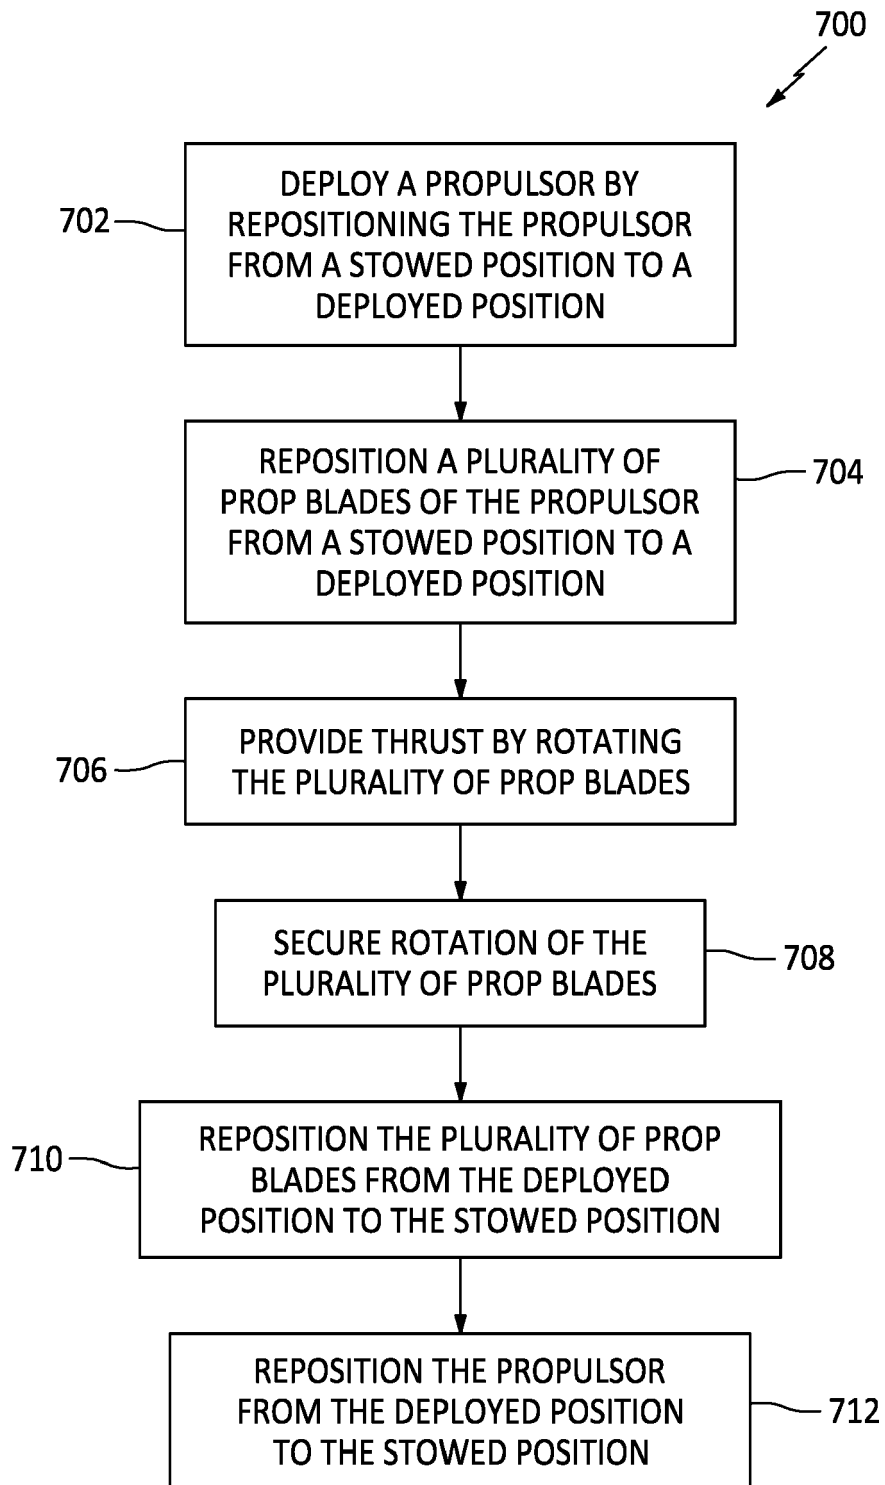 700
702
DEPLOY A PROPULSOR BY
REPOSITIONING THE PROPULSOR
FROM A STOWED POSITION TO A
DEPLOYED POSITION
REPOSITION A PLURALITY OF
PROP BLADES OF THE PROPULSOR
FROM A STOWED POSITION TO A
DEPLOYED POSITION
704
706
PROVIDE THRUST BY ROTATING
THE PLURALITY OF PROP BLADES
SECURE ROTATION OF THE
PLURALITY OF PROP BLADES
708
710
REPOSITION THE PLURALITY OF PROP
BLADES FROM THE DEPLOYED
POSITION TO THE STOWED POSITION
REPOSITION THE PROPULSOR
FROM THE DEPLOYED POSITION
TO THE STOWED POSITION
712